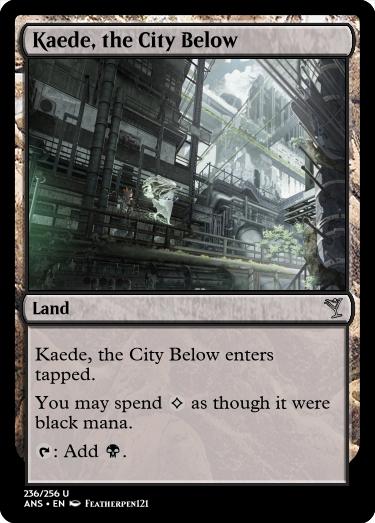 Kaede, the City Below
Land
Kaede, the City Below enters
tapped.
You may spend ◇ as though it were
black mana.
: Add .
236/256 U
ANS • EN Featherpen121